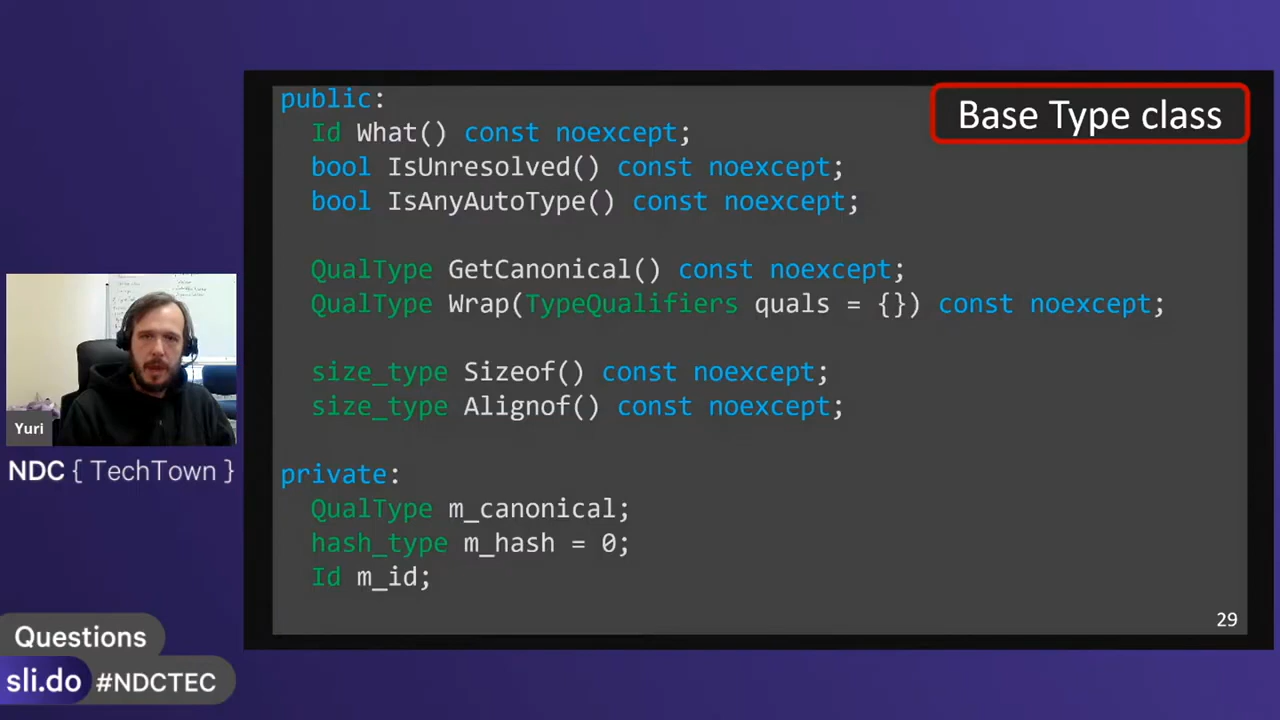 public:
Id What() const noexcept;
bool IsUnresolved() const noexcept;
bool IsAnyAutoType() const noexcept;
QualType GetCanonical() const noexcept;
QualType Wrap(TypeQualifiers quals = {}) const noexcept;
size_type Sizeof() const noexcept;
size_type Alignof() const noexcept;
private:
QualType m_canonical;
hash_type m_hash = 0;
Id m_id;
Base Type class
29
Yuri
NDC { TechTown }
Questions
sli.do #NDCTEC